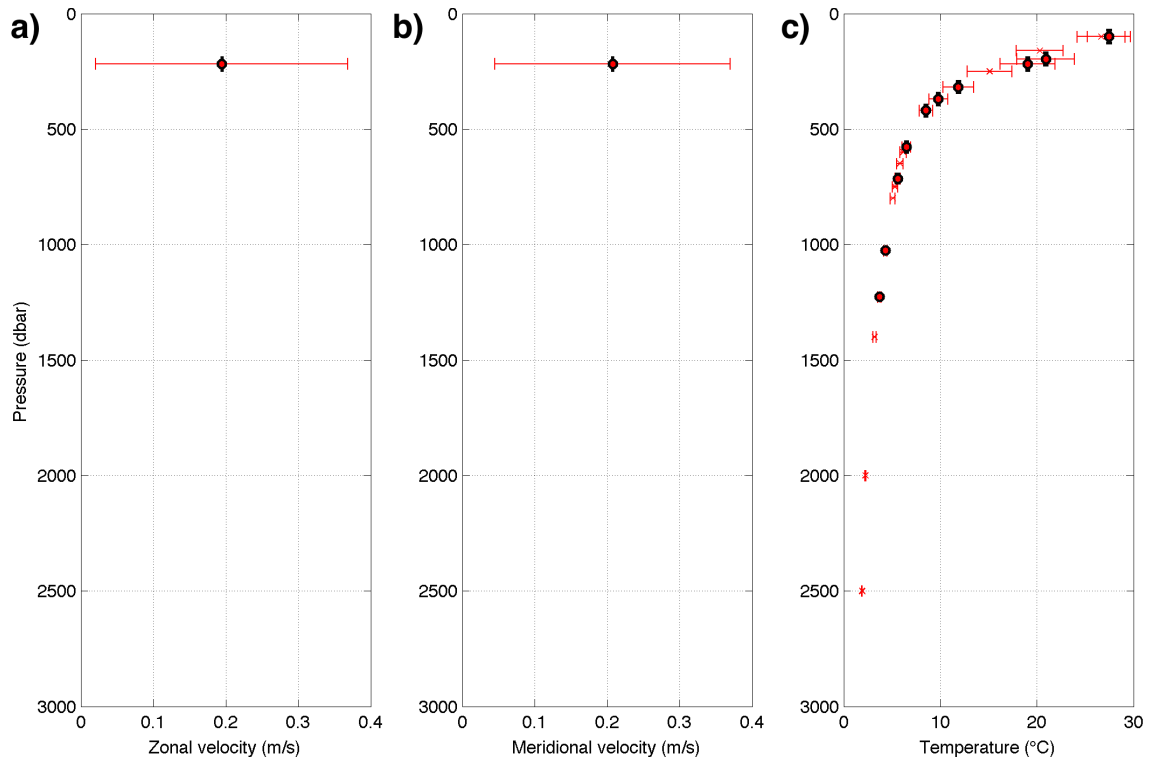 a)
0
500
1000
1500
2000
2500
3000
0 0.1 0.2 0.3 0.4
Pressure (dbar)
Zonal velocity (m/s)
b)
0
500
1000
1500
2000
2500
3000
0 0.1 0.2 0.3 0.4
Meridional velocity (m/s)
c)
0
500
1000
1500
2000
2500
3000
0 10 20 30
Temperature (°C)